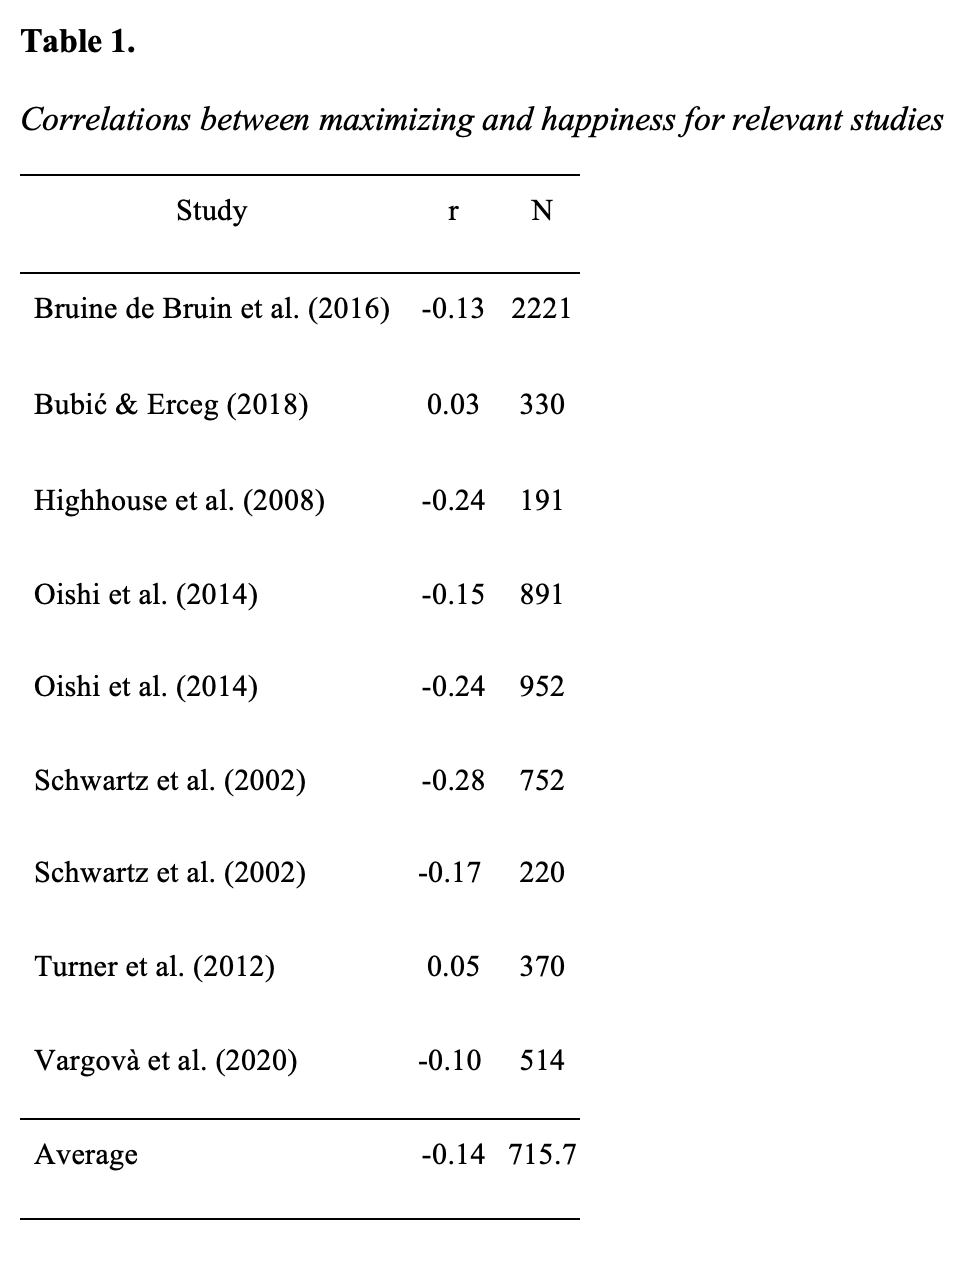 Table 1.
Correlations between maximizing and happiness for relevant studies
Study r N
Bruine de Bruin et al. (2016) -0.13 2221
Bubić & Erceg (2018) 0.03 330
Highhouse et al. (2008) -0.24 191
Oishi et al. (2014) -0.15 891
Oishi et al. (2014) -0.24 952
Schwartz et al. (2002) -0.28 752
Schwartz et al. (2002) -0.17 220
Turner et al. (2012) 0.05 370
Vargovà et al. (2020) -0.10 514
Average -0.14 715.7